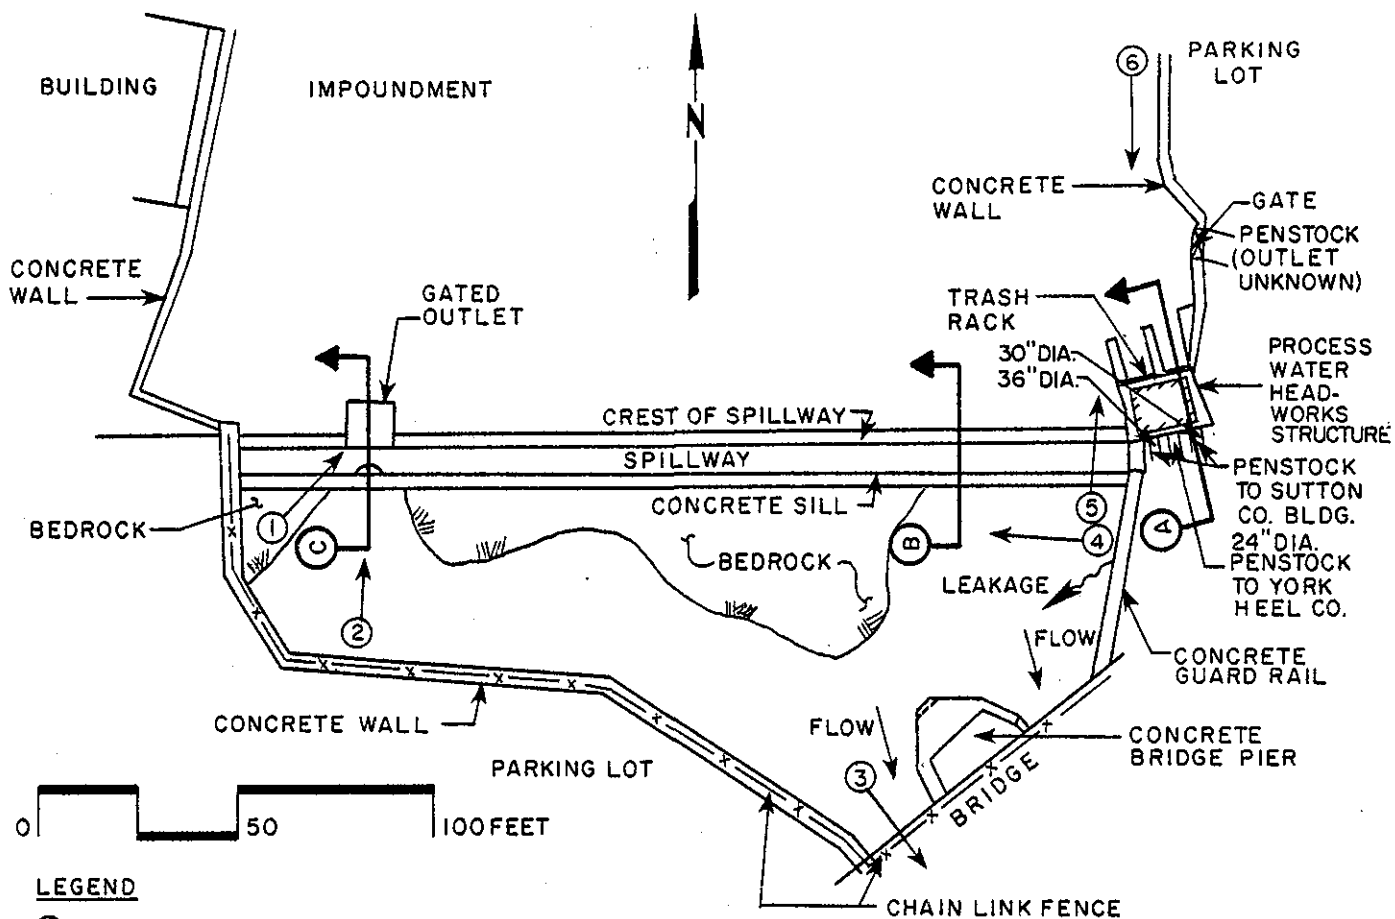 BUILDING
IMPOUNDMENT
N
6
PARKING
LOT
CONCRETE
WALL
GATE
PENSTOCK
(OUTLET
UNKNOWN)
CONCRETE
WALL
GATED
OUTLET
TRASH
RACK
30" DIA.
36" DIA.
PROCESS
WATER
HEAD-
WORKS
STRUCTURE
CREST OF SPILLWAY
SPILLWAY
CONCRETE SILL
PENSTOCK
TO SUTTON
CO. BLDG.
24" DIA.
PENSTOCK
TO YORK
HEEL CO.
BEDROCK
1
C
2
BEDROCK
B
5
4
A
LEAKAGE
FLOW
CONCRETE
GUARD RAIL
CONCRETE WALL
FLOW
CONCRETE
BRIDGE PIER
PARKING LOT
3
BRIDGE
0 50 100 FEET
LEGEND
CHAIN LINK FENCE